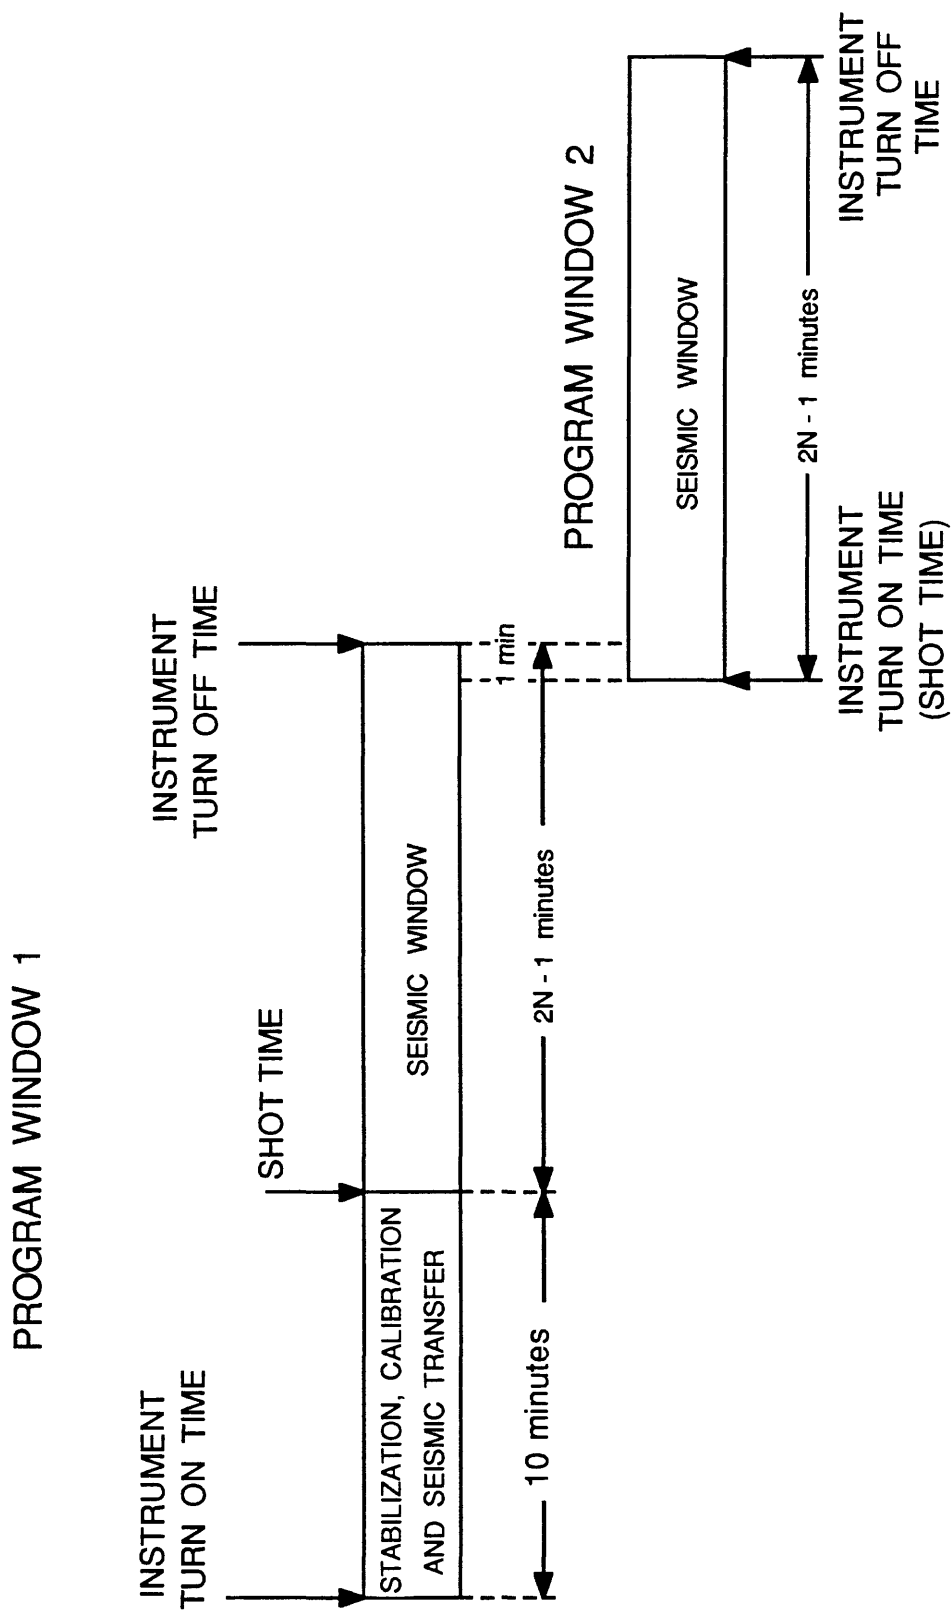 PROGRAM WINDOW 1
INSTRUMENT
TURN ON TIME
SHOT TIME
INSTRUMENT
TURN OFF TIME
STABILIZATION, CALIBRATION
AND SEISMIC TRANSFER
SEISMIC WINDOW
10 minutes
2N - 1 minutes
1 min
PROGRAM WINDOW 2
SEISMIC WINDOW
2N - 1 minutes
INSTRUMENT
TURN ON TIME
(SHOT TIME)
INSTRUMENT
TURN OFF
TIME